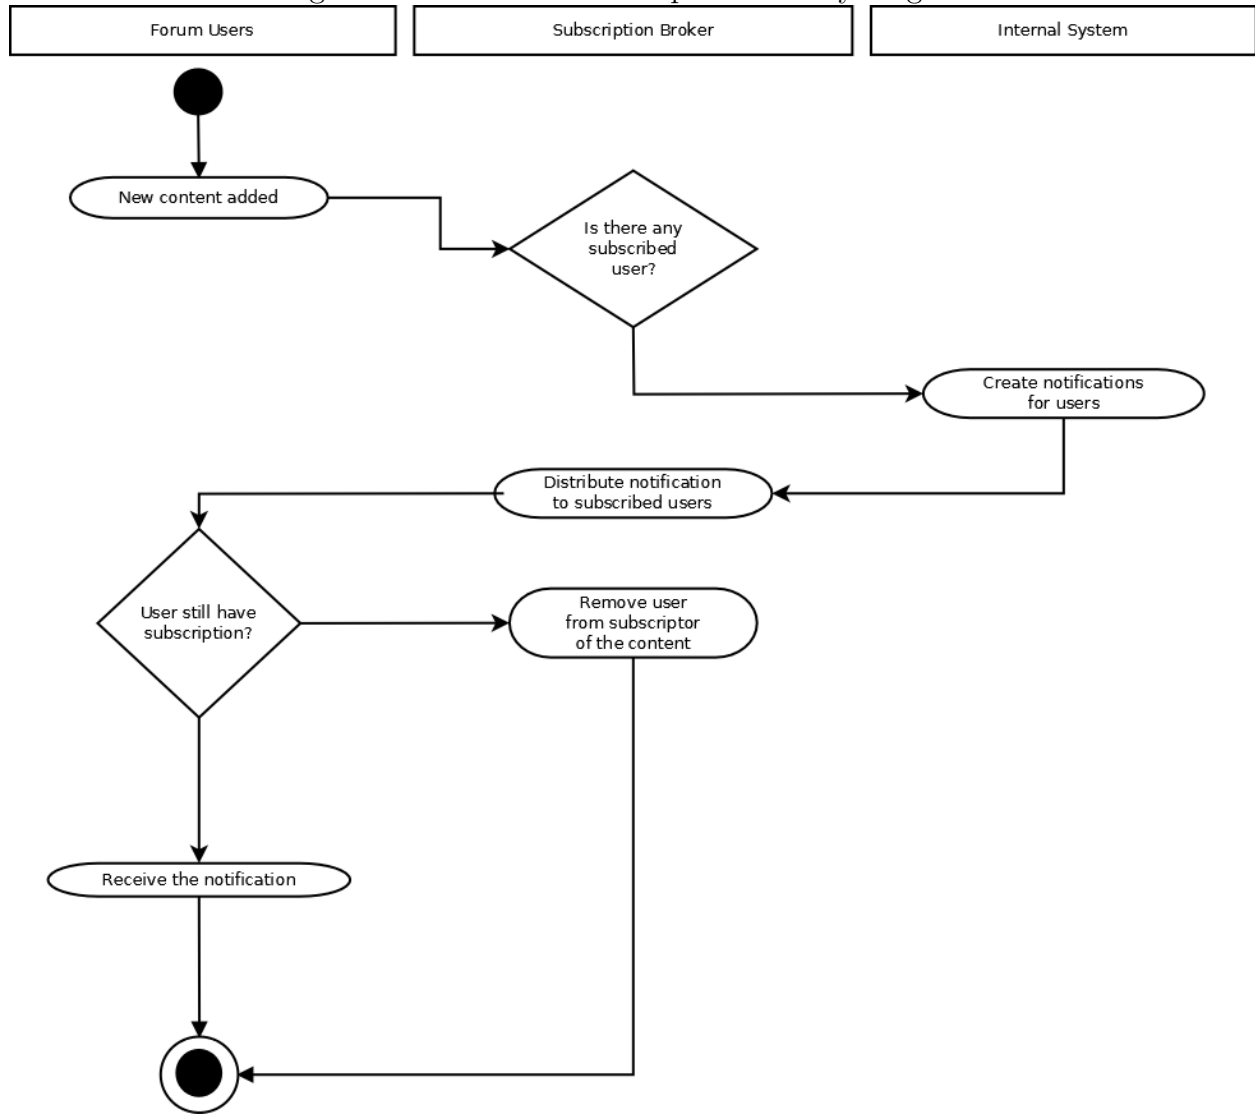 Forum Users
Subscription Broker
Internal System
New content added
Is there any
subscribed
user?
Create notifications
for users
Distribute notification
to subscribed users
User still have
subscription?
Remove user
from subscriptor
of the content
Receive the notification